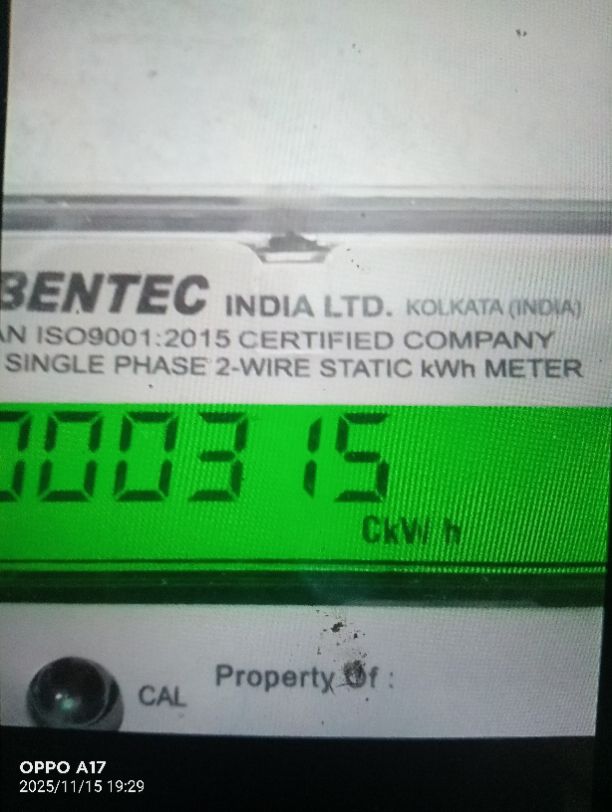 BENTEC INDIA LTD. KOLKATA (INDIA)
AN ISO9001:2015 CERTIFIED COMPANY
SINGLE PHASE 2-WIRE STATIC kWh METER
000315
CkWh
CAL Property Of :
OPPO A17
2025/11/15 19:29